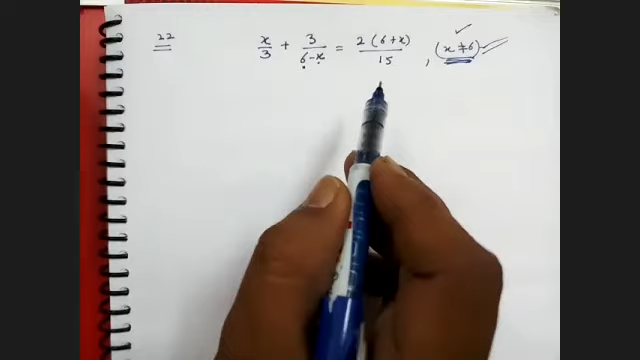 22
x/3 + 3/(6-x) = 2(6+x)/15 , (x ≠ 6)